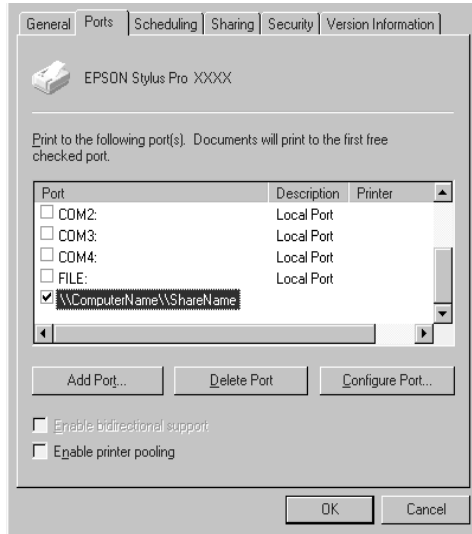 General Ports Scheduling Sharing Security Version Information
EPSON Stylus Pro XXXX
Print to the following port(s). Documents will print to the first free
checked port.
Port Description Printer
COM2: Local Port
COM3: Local Port
COM4: Local Port
FILE: Local Port
\\ComputerName\\ShareName
Add Port... Delete Port Configure Port...
Enable bidirectional support
Enable printer pooling
OK Cancel